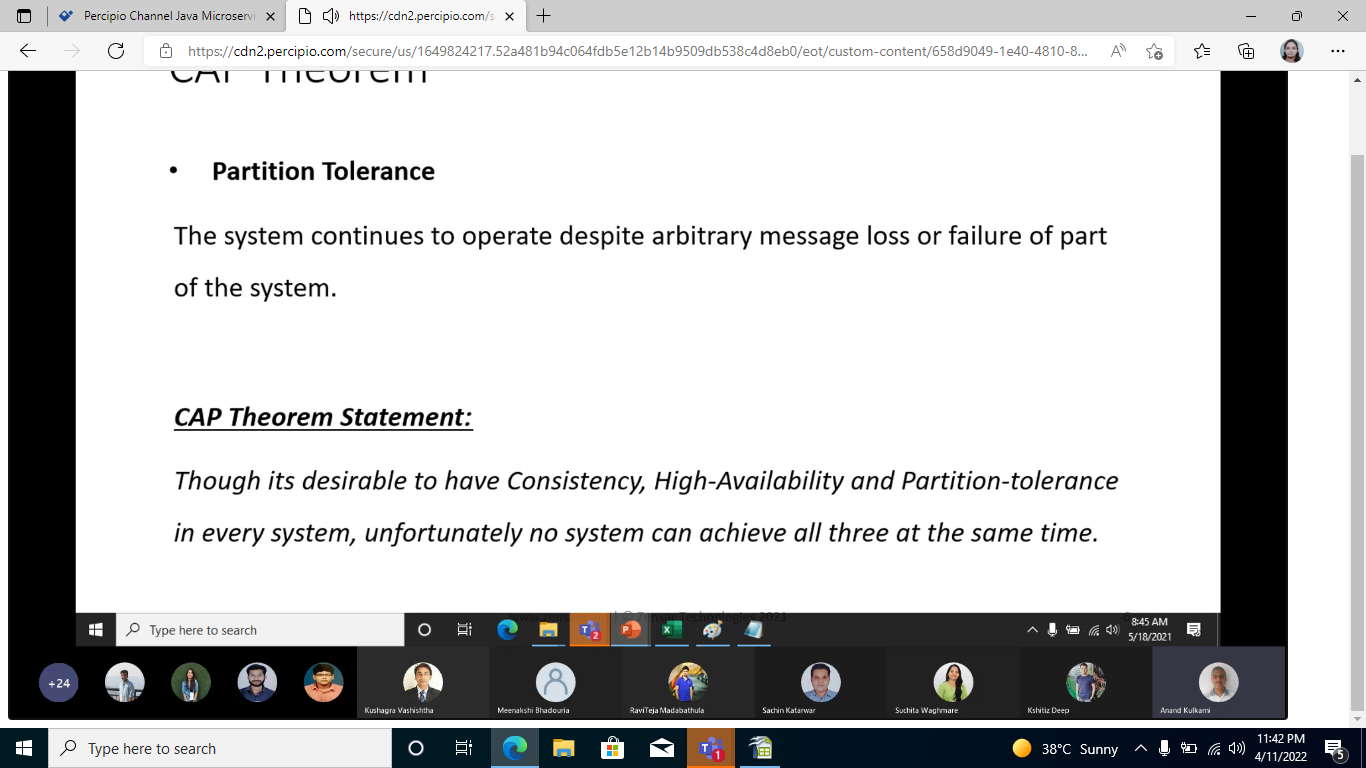 Percipio Channel Java Microservi
https://cdn2.percipio.com/s
https://cdn2.percipio.com/secure/us/1649824217.52a481b94c064fdb5e12b14b9509db538c4d8eb0/eot/custom-content/658d9049-1e40-4810-8...
CAP Theorem
• Partition Tolerance
The system continues to operate despite arbitrary message loss or failure of part
of the system.
CAP Theorem Statement:
Though its desirable to have Consistency, High-Availability and Partition-tolerance
in every system, unfortunately no system can achieve all three at the same time.
| © Zensar Technologies 2021
Type here to search
2
8:45 AM
5/18/2021
+24
Kushagra Vashishtha
Meenakshi Bhadouria
RaviTeja Madabathula
Sachin Katarwar
Suchita Waghmare
Kshitiz Deep
Anand Kulkarni
Type here to search
1
38°C Sunny
11:42 PM
4/11/2022
5